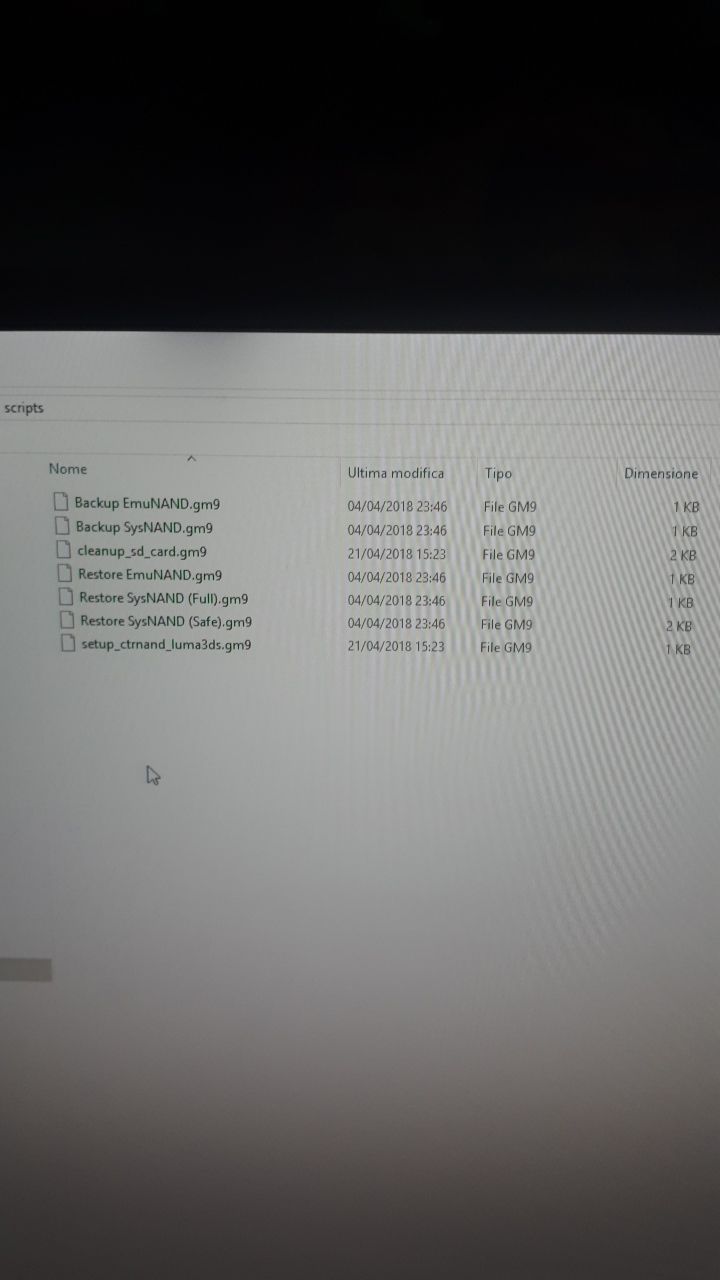 scripts
Nome Ultima modifica Tipo Dimensione
Backup EmuNAND.gm9 04/04/2018 23:46 File GM9 1 KB
Backup SysNAND.gm9 04/04/2018 23:46 File GM9 1 KB
cleanup_sd_card.gm9 21/04/2018 15:23 File GM9 2 KB
Restore EmuNAND.gm9 04/04/2018 23:46 File GM9 1 KB
Restore SysNAND (Full).gm9 04/04/2018 23:46 File GM9 1 KB
Restore SysNAND (Safe).gm9 04/04/2018 23:46 File GM9 2 KB
setup_ctrnand_luma3ds.gm9 21/04/2018 15:23 File GM9 1 KB